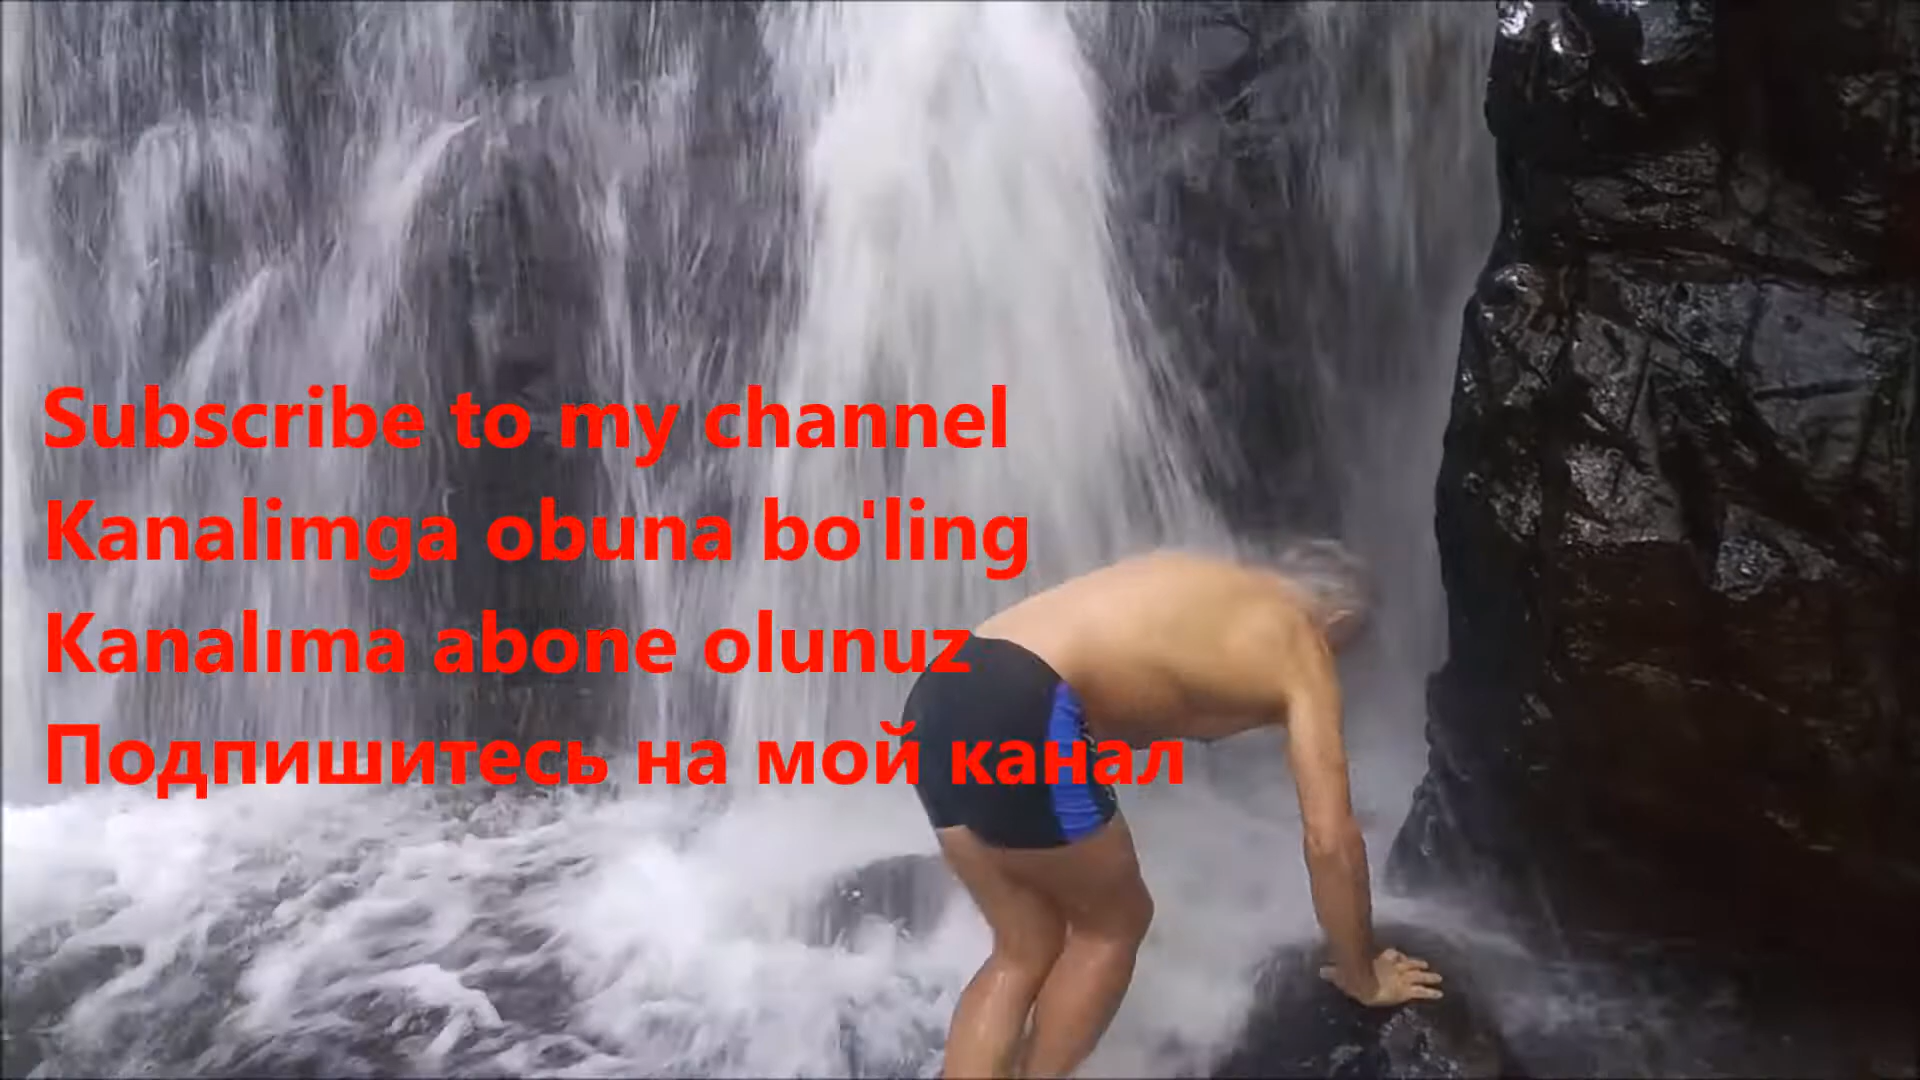 Subscribe to my channel
Kanalimga obuna bo'ling
Kanalıma abone olunuz
Подпишитесь на мой канал